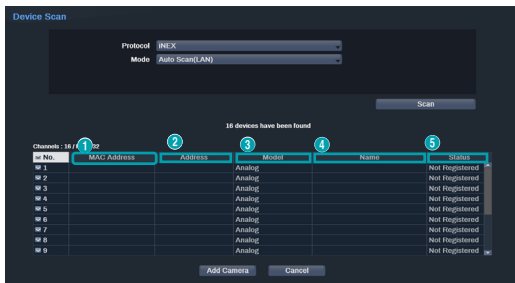 Device Scan
Protocol iNEX
Mode Auto Scan(LAN)
Scan
16 devices have been found
Channels : 16 / 32
No. MAC Address Address Model Name Status
1 2 3 4 5
1 Analog Not Registered
2 Analog Not Registered
3 Analog Not Registered
4 Analog Not Registered
5 Analog Not Registered
6 Analog Not Registered
7 Analog Not Registered
8 Analog Not Registered
9 Analog Not Registered
Add Camera Cancel